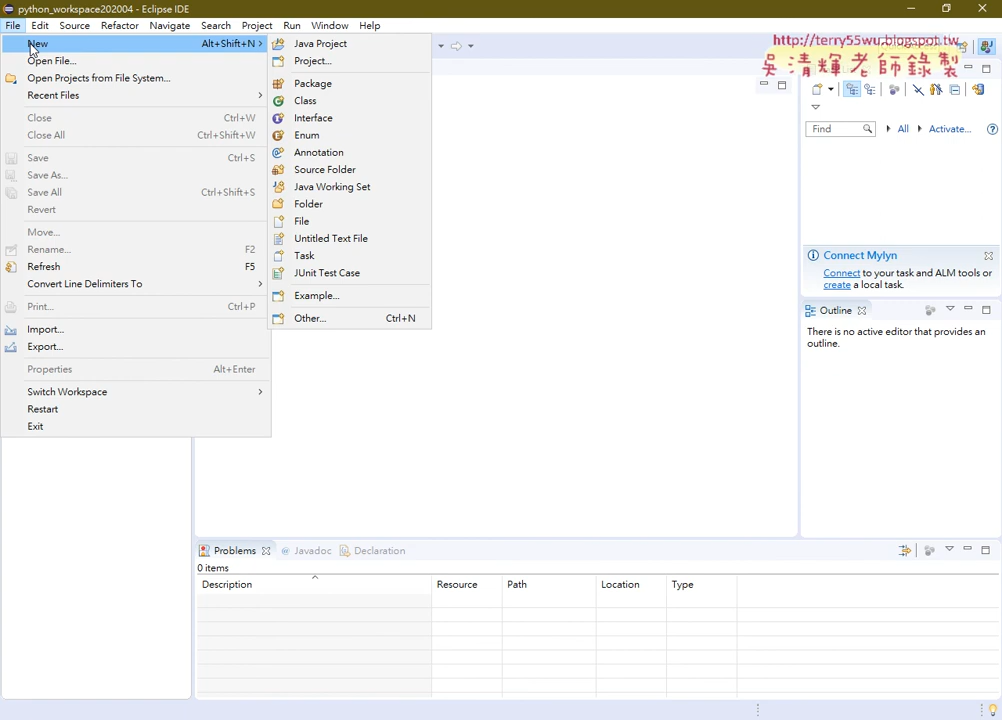 python_workspace202004 - Eclipse IDE
File Edit Source Refactor Navigate Search Project Run Window Help
New Alt+Shift+N
Open File...
Open Projects from File System...
Recent Files
Close Ctrl+W
Close All Ctrl+Shift+W
Save Ctrl+S
Save As...
Save All Ctrl+Shift+S
Revert
Move...
Rename... F2
Refresh F5
Convert Line Delimiters To
Print... Ctrl+P
Import...
Export...
Properties Alt+Enter
Switch Workspace
Restart
Exit
Java Project
Project...
Package
Class
Interface
Enum
Annotation
Source Folder
Java Working Set
Folder
File
Untitled Text File
Task
JUnit Test Case
Example...
Other... Ctrl+N
http://terry55wu.blogspot.tw
吳清輝老師錄製
Find All Activate...
Connect Mylyn
Connect to your task and ALM tools or
create a local task.
Outline
There is no active editor that provides an
outline.
Problems Javadoc Declaration
0 items
Description Resource Path Location Type